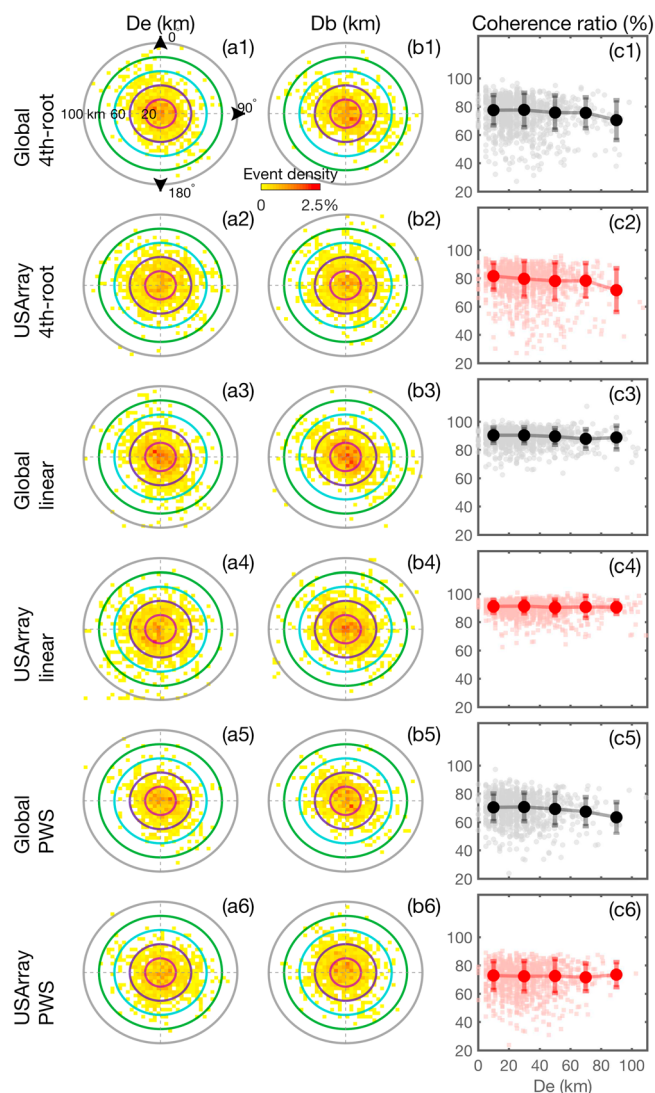 De (km)
Db (km)
Coherence ratio (%)
Global
4th-root
(a1)
0°
90°
180°
100 km 60 20
Event density
0 2.5%
(b1)
(c1)
100
80
60
40
20
USArray
4th-root
(a2)
(b2)
(c2)
100
80
60
40
20
Global
linear
(a3)
(b3)
(c3)
100
80
60
40
20
USArray
linear
(a4)
(b4)
(c4)
100
80
60
40
20
Global
PWS
(a5)
(b5)
(c5)
100
80
60
40
20
USArray
PWS
(a6)
(b6)
(c6)
100
80
60
40
20
0 20 40 60 80 100
De (km)